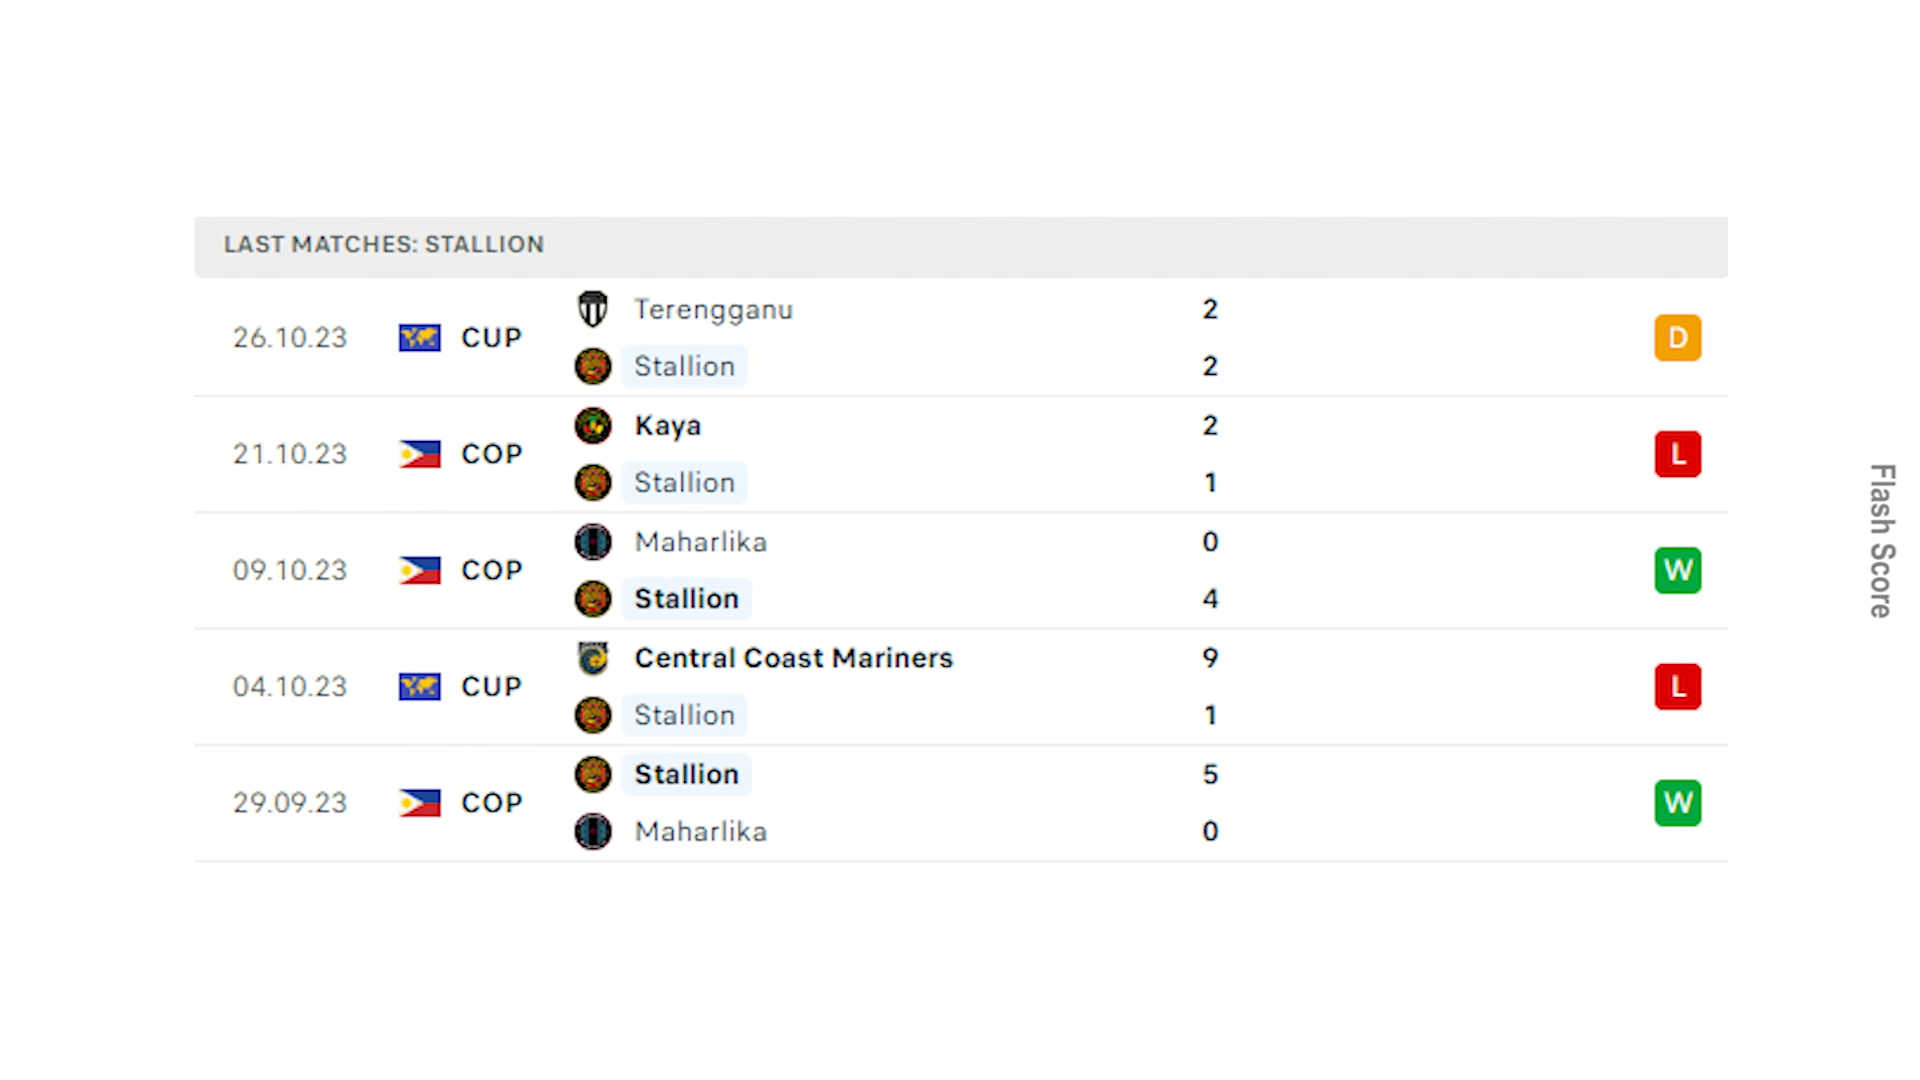 LAST MATCHES: STALLION
26.10.23 CUP Terengganu 2 D
Stallion 2
21.10.23 COP Kaya 2 L
Stallion 1
09.10.23 COP Maharlika 0 W
Stallion 4
04.10.23 CUP Central Coast Mariners 9 L
Stallion 1
29.09.23 COP Stallion 5 W
Maharlika 0
Flash Score